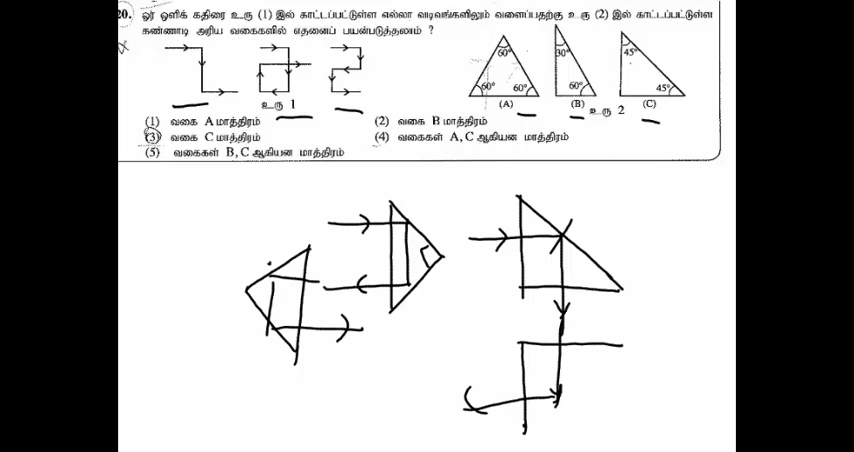 20. ஓர் ஒளிக் கதிரை உரு (1) இல் காட்டப்பட்டுள்ள எல்லா வடிவங்களிலும் வளைப்பதற்கு உரு (2) இல் காட்டப்பட்டுள்ள
கண்ணாடி அரிய வகைகளில் எதனைப் பயன்படுத்தலாம் ?
60° 30° 45°
60° 60° 60° 45°
உரு 1 (A) (B) உரு 2 (C)
(1) வகை A மாத்திரம் (2) வகை B மாத்திரம்
(3) வகை C மாத்திரம் (4) வகைகள் A, C ஆகியன மாத்திரம்
(5) வகைகள் B, C ஆகியன மாத்திரம்